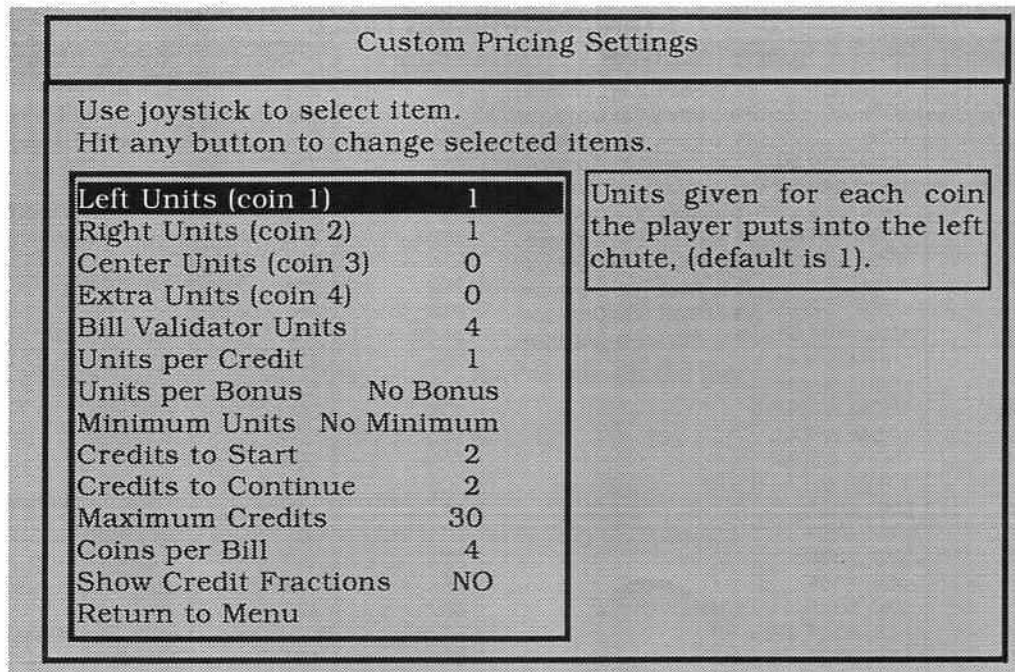 Custom Pricing Settings
Use joystick to select item.
Hit any button to change selected items.
Left Units (coin 1) 1
Right Units (coin 2) 1
Center Units (coin 3) 0
Extra Units (coin 4) 0
Bill Validator Units 4
Units per Credit 1
Units per Bonus No Bonus
Minimum Units No Minimum
Credits to Start 2
Credits to Continue 2
Maximum Credits 30
Coins per Bill 4
Show Credit Fractions NO
Return to Menu
Units given for each coin
the player puts into the left
chute, (default is 1).